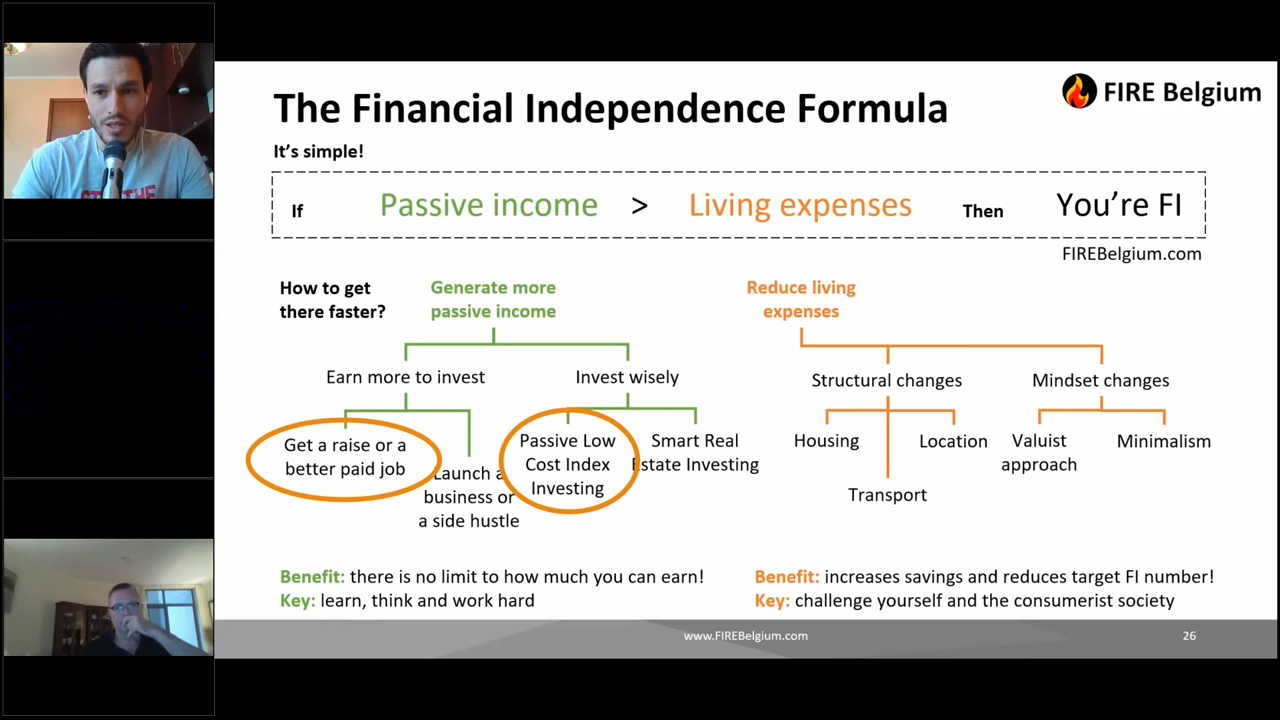 FIRE Belgium
The Financial Independence Formula
It's simple!
If Passive income > Living expenses Then You're FI
FIREBelgium.com
How to get
there faster?
Generate more
passive income
Reduce living
expenses
Earn more to invest
Invest wisely
Structural changes
Mindset changes
Get a raise or a
better paid job
Launch a
business or
a side hustle
Passive Low
Cost Index
Investing
Smart Real
Estate Investing
Housing
Transport
Location
Valuist
approach
Minimalism
Benefit: there is no limit to how much you can earn!
Key: learn, think and work hard
Benefit: increases savings and reduces target FI number!
Key: challenge yourself and the consumerist society
www.FIREBelgium.com
26